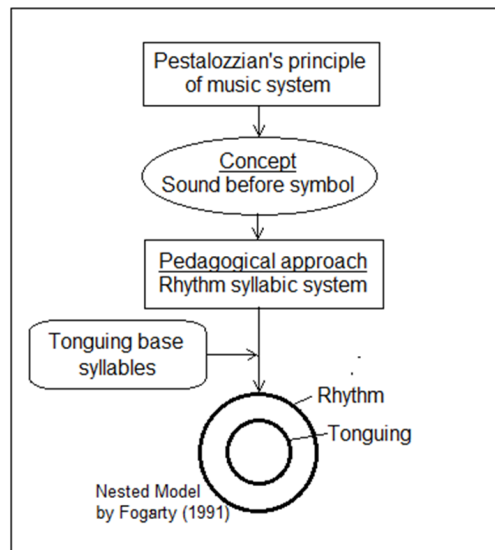 Pestalozzian's principle
of music system
Concept
Sound before symbol
Pedagogical approach
Rhythm syllabic system
Tonguing base
syllables
Rhythm
Tonguing
Nested Model
by Fogarty (1991)